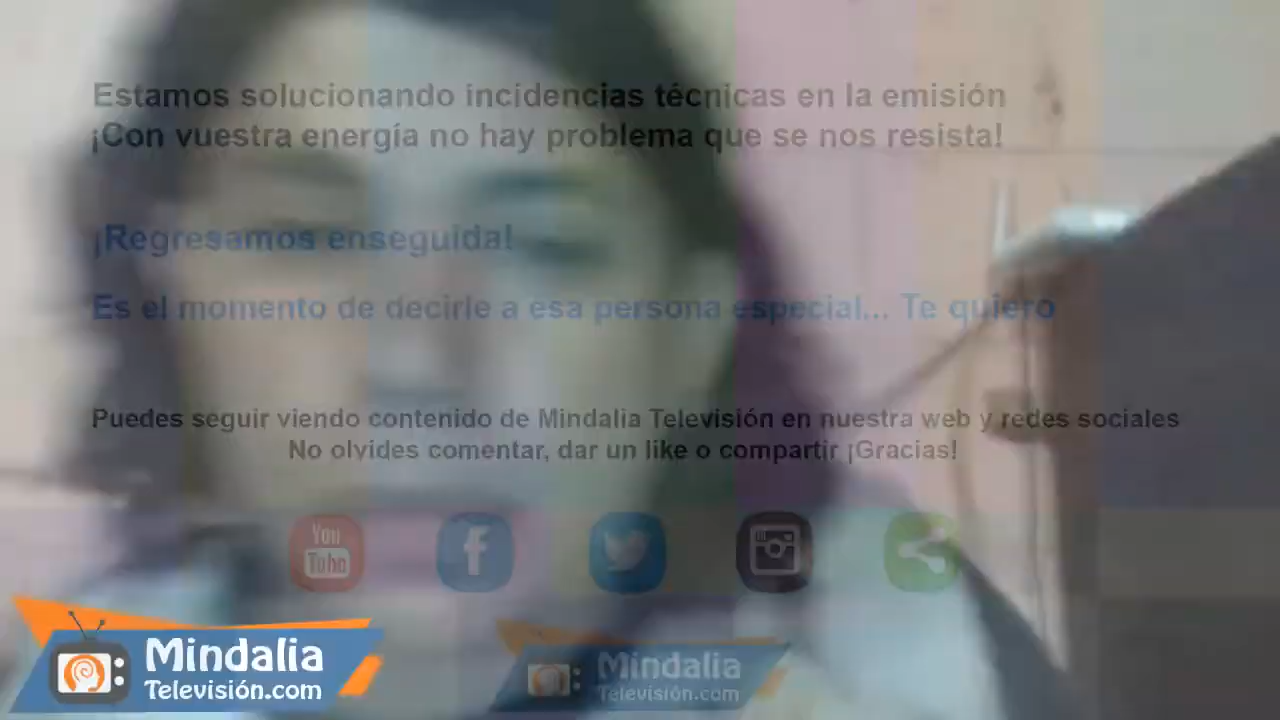 Estamos solucionando incidencias técnicas en la emisión
¡Con vuestra energía no hay problema que se nos resista!
¡Regresamos enseguida!
Es el momento de decirle a esa persona especial... Te quiero
Puedes seguir viendo contenido de Mindalia Televisión en nuestra web y redes sociales
No olvides comentar, dar un like o compartir ¡Gracias!
You
Tube
Mindalia
Televisión.com
Mindalia
Televisión.com